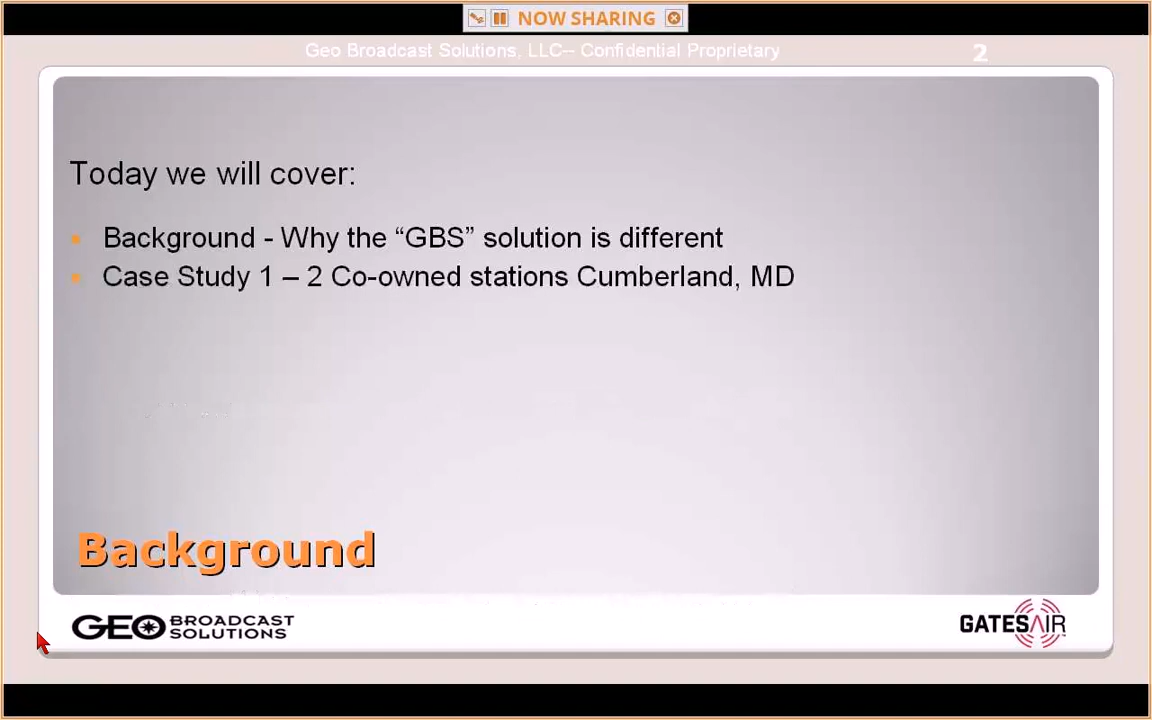 NOW SHARING
Geo Broadcast Solutions, LLC-- Confidential Proprietary
2
Today we will cover:
Background - Why the “GBS” solution is different
Case Study 1 – 2 Co-owned stations Cumberland, MD
Background
GEO BROADCAST
SOLUTIONS
GATESAIR